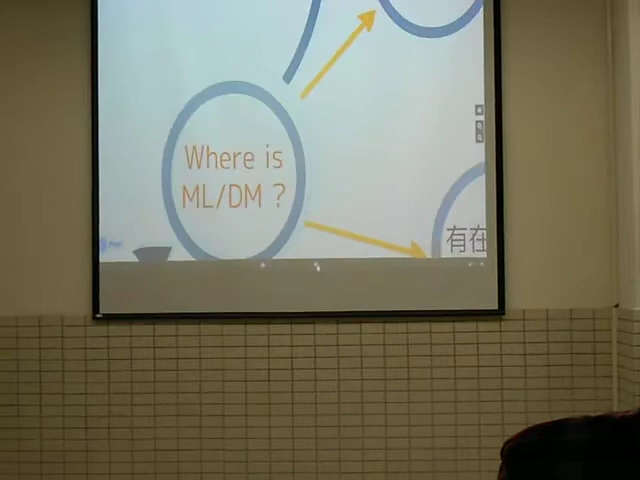 Where is
ML/DM ?
有在